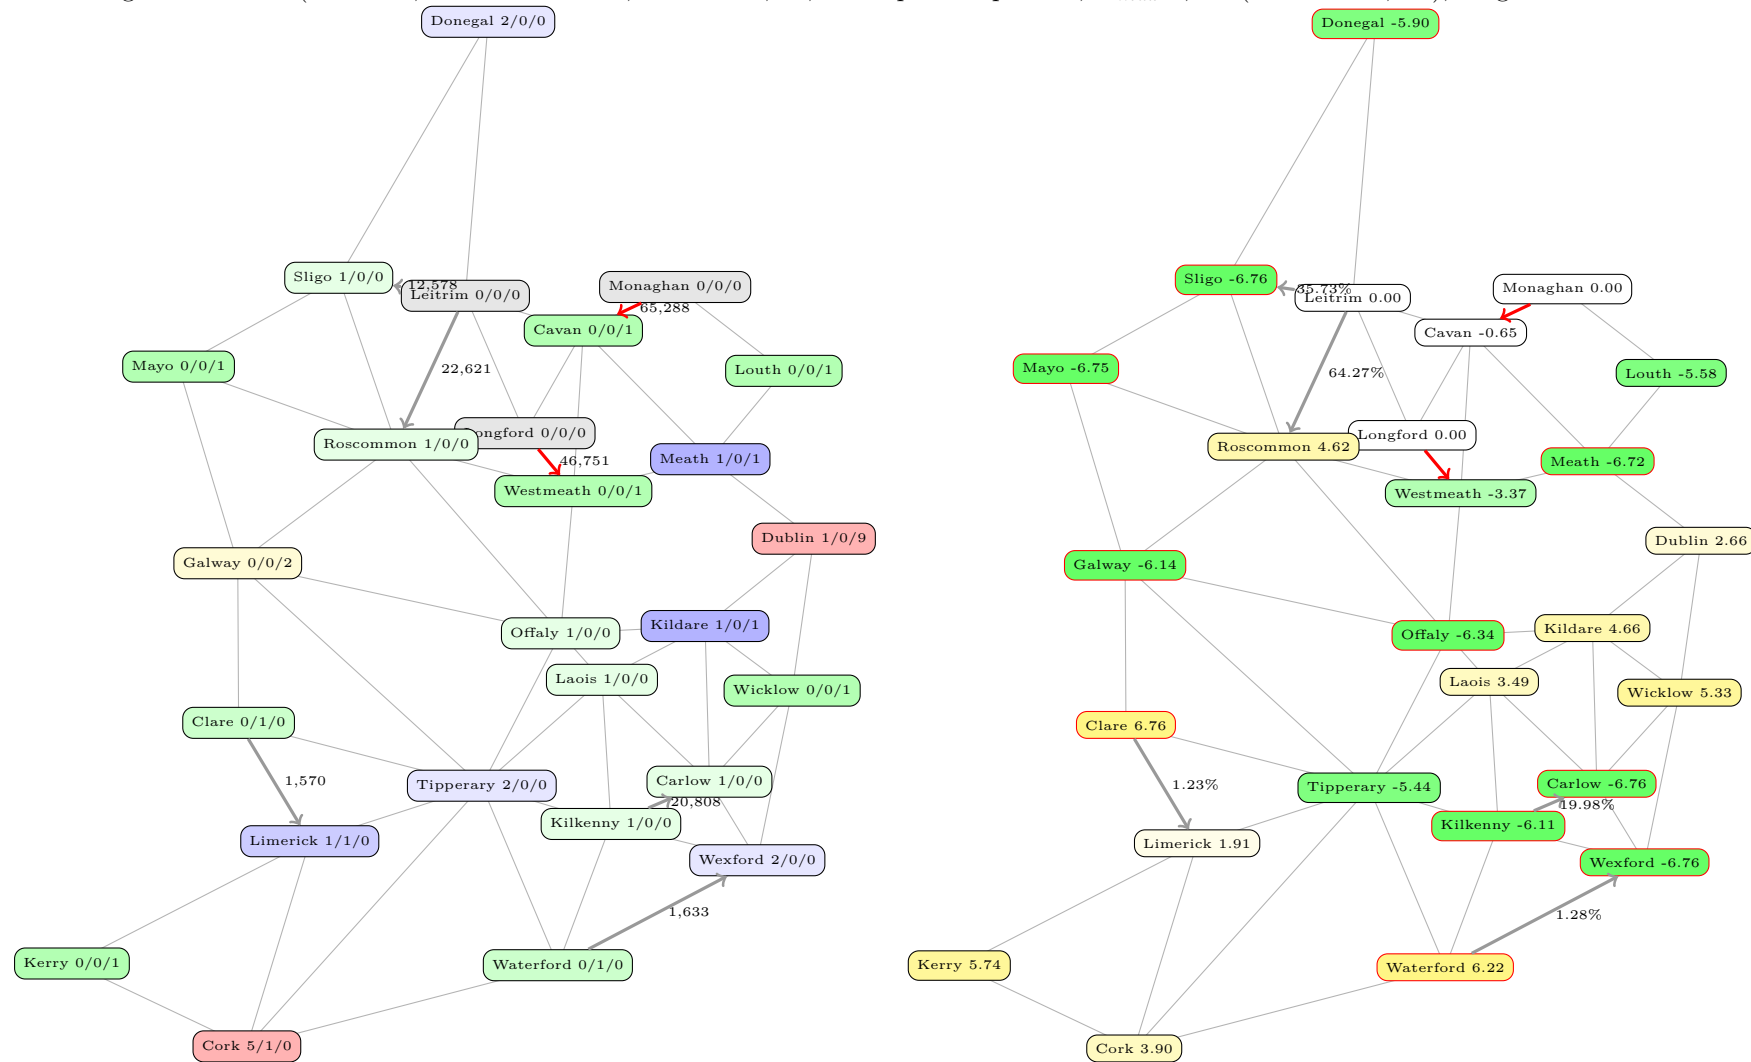 Donegal 2/0/0
Sligo 1/0/0
12,578
Leitrim 0/0/0
Monaghan 0/0/0
65,288
Cavan 0/0/1
Mayo 0/0/1
22,621
Louth 0/0/1
Roscommon 1/0/0
Longford 0/0/0
46,751
Meath 1/0/1
Westmeath 0/0/1
Dublin 1/0/9
Galway 0/0/2
Offaly 1/0/0
Kildare 1/0/1
Laois 1/0/0
Wicklow 0/0/1
Clare 0/1/0
1,570
Tipperary 2/0/0
Carlow 1/0/0
20,808
Kilkenny 1/0/0
Limerick 1/1/0
Wexford 2/0/0
1,633
Kerry 0/0/1
Waterford 0/1/0
Cork 5/1/0
Donegal -5.90
Sligo -6.76
35.73%
Leitrim 0.00
Monaghan 0.00
Cavan -0.65
Mayo -6.75
64.27%
Louth -5.58
Roscommon 4.62
Longford 0.00
Meath -6.72
Westmeath -3.37
Dublin 2.66
Galway -6.14
Offaly -6.34
Kildare 4.66
Laois 3.49
Wicklow 5.33
Clare 6.76
1.23%
Tipperary -5.44
Carlow -6.76
19.98%
Kilkenny -6.11
Limerick 1.91
Wexford -6.76
1.28%
Kerry 5.74
Waterford 6.22
Cork 3.90